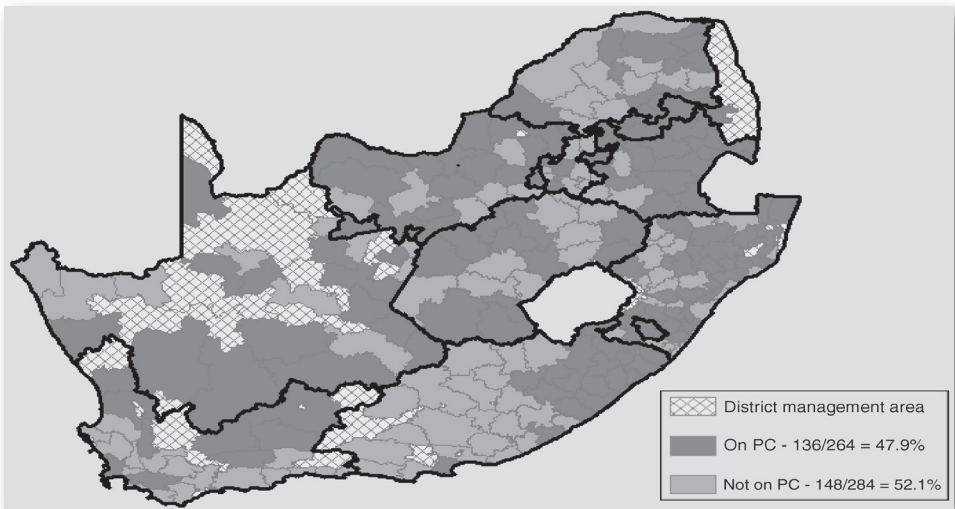 District management area
On PC - 136/264 = 47.9%
Not on PC - 148/284 = 52.1%